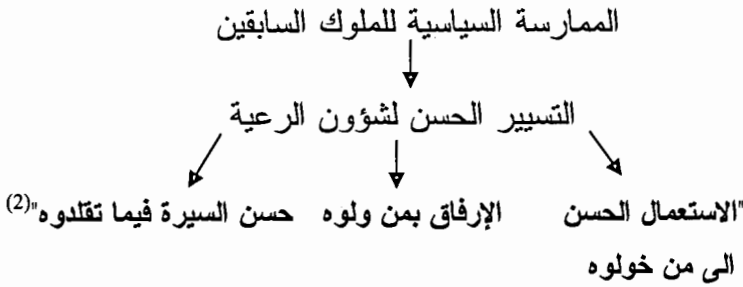 الممارسة السياسية للملوك السابقين
التسيير الحسن لشؤون الرعية
"الاستعمال الحسن الإرفاق بمن ولوه حسن السيرة فيما تقلدوه"(2)
الى من خولوه